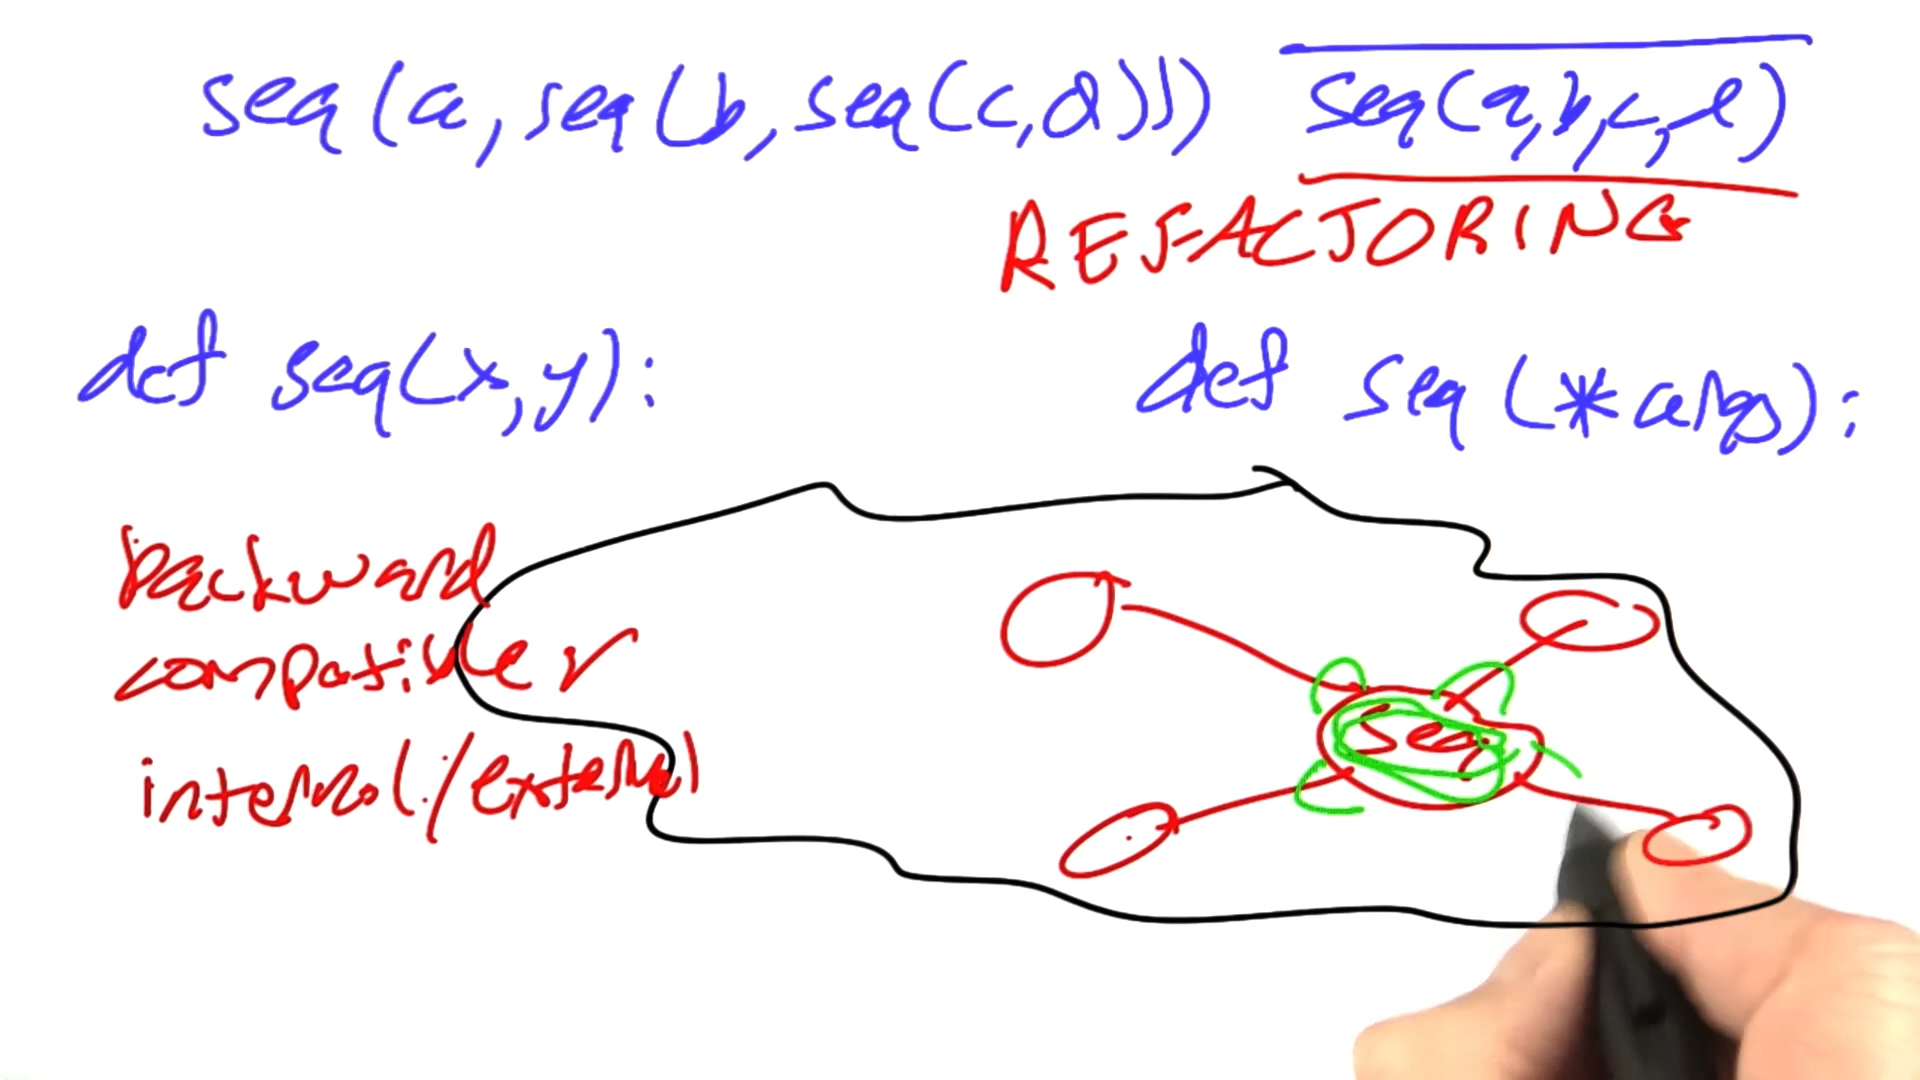 seq(a,seq(b,seq(c,d))) seq(a,b,c,d)
REFACTORING
def seq(x,y): def seq(*args):
backward
compatible
internal/external
seq